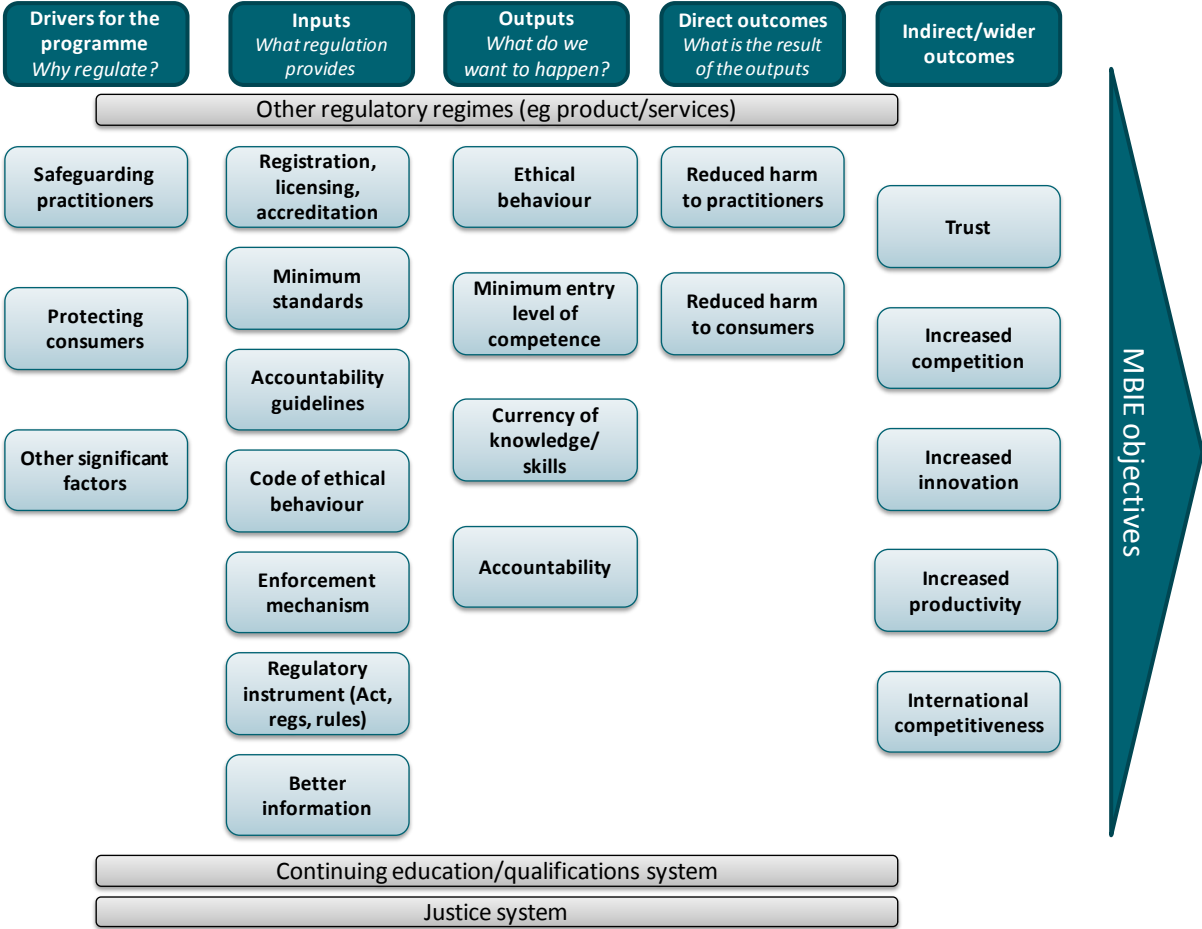 Drivers for the
programme
Why regulate?
Inputs
What regulation
provides
Outputs
What do we
want to happen?
Direct outcomes
What is the result
of the outputs
Indirect/wider
outcomes
Other regulatory regimes (eg product/services)
Safeguarding
practitioners
Protecting
consumers
Other significant
factors
Registration,
licensing,
accreditation
Minimum
standards
Accountability
guidelines
Code of ethical
behaviour
Enforcement
mechanism
Regulatory
instrument (Act,
regs, rules)
Better
information
Ethical
behaviour
Minimum entry
level of
competence
Currency of
knowledge/
skills
Accountability
Reduced harm
to practitioners
Reduced harm
to consumers
Trust
Increased
competition
Increased
innovation
Increased
productivity
International
competitiveness
MBIE objectives
Continuing education/qualifications system
Justice system